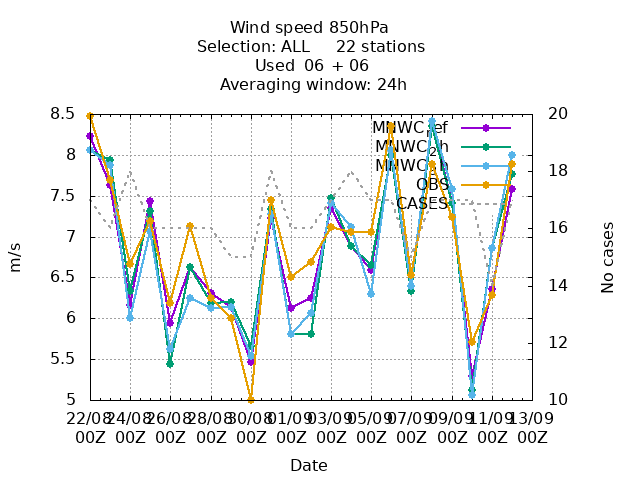 Wind speed 850hPa
Selection: ALL 22 stations
Used 06 + 06
Averaging window: 24h
8.5
8
7.5
7
6.5
6
5.5
5
m/s
20
18
16
14
12
10
No cases
MNWC_ref
MNWC_2h
OBS
CASES
22/08 24/08 26/08 28/08 30/08 01/09 03/09 05/09 07/09 09/09 11/09 13/09
00Z 00Z 00Z 00Z 00Z 00Z 00Z 00Z 00Z 00Z 00Z 00Z
Date